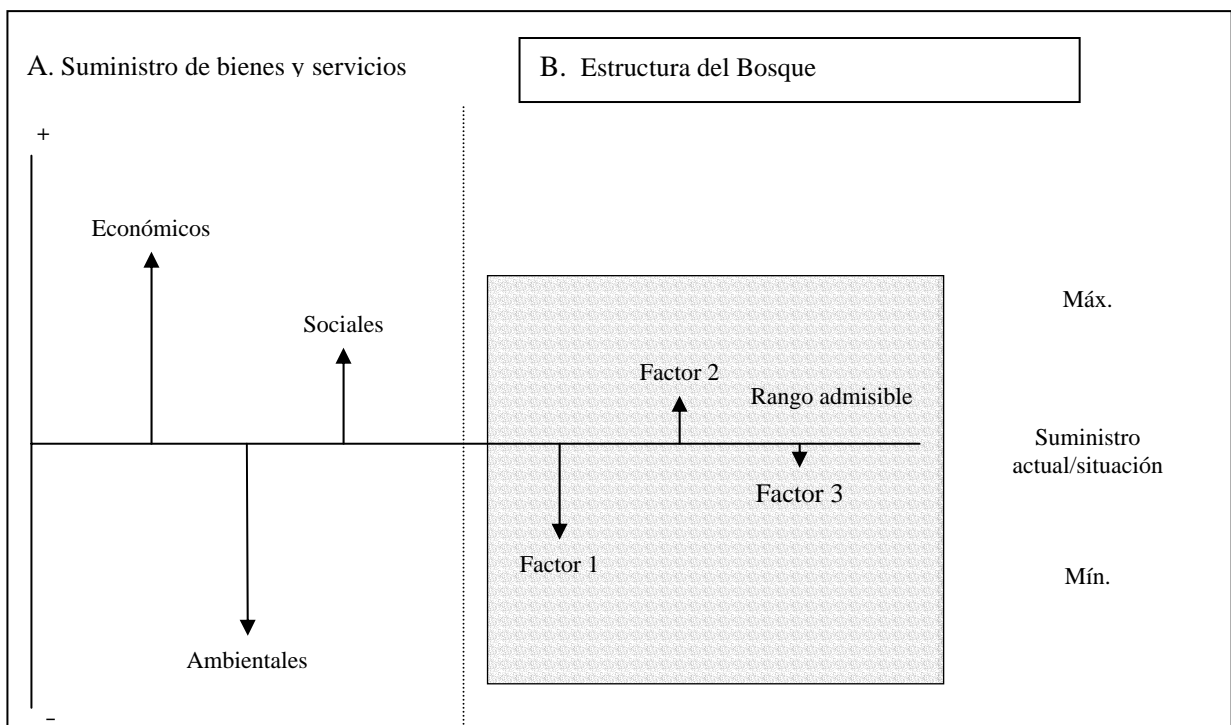 A. Suministro de bienes y servicios
B. Estructura del Bosque
+
Económicos
Sociales
Ambientales
–
Máx.
Factor 2
Rango admisible
Suministro
actual/situación
Factor 3
Factor 1
Mín.